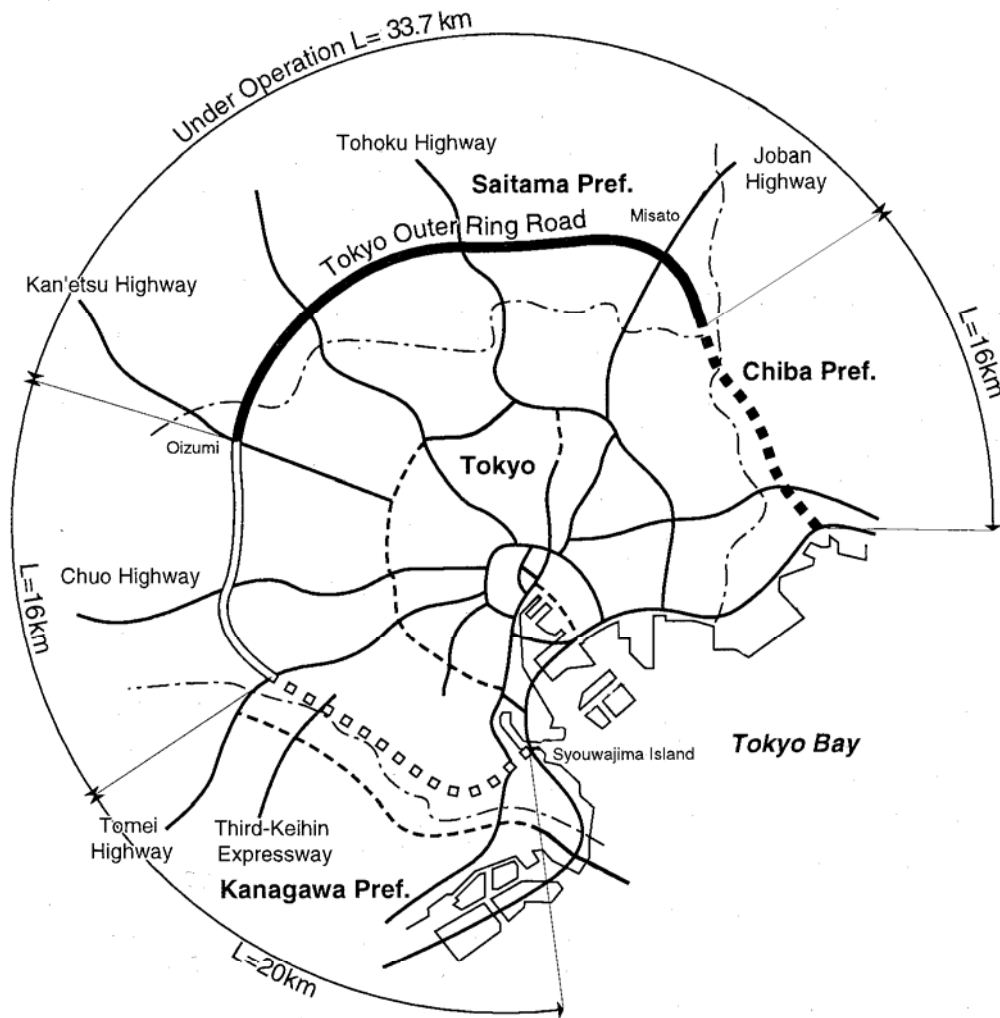 Under Operation L= 33.7 km
Tohoku Highway
Joban
Highway
Saitama Pref.
Misato
Tokyo Outer Ring Road
Kan'etsu Highway
L=16km
Chiba Pref.
Oizumi
Tokyo
Chuo Highway
L=16km
Tokyo Bay
Syouwajima Island
Tomei
Highway
Third-Keihin
Expressway
Kanagawa Pref.
L=20km